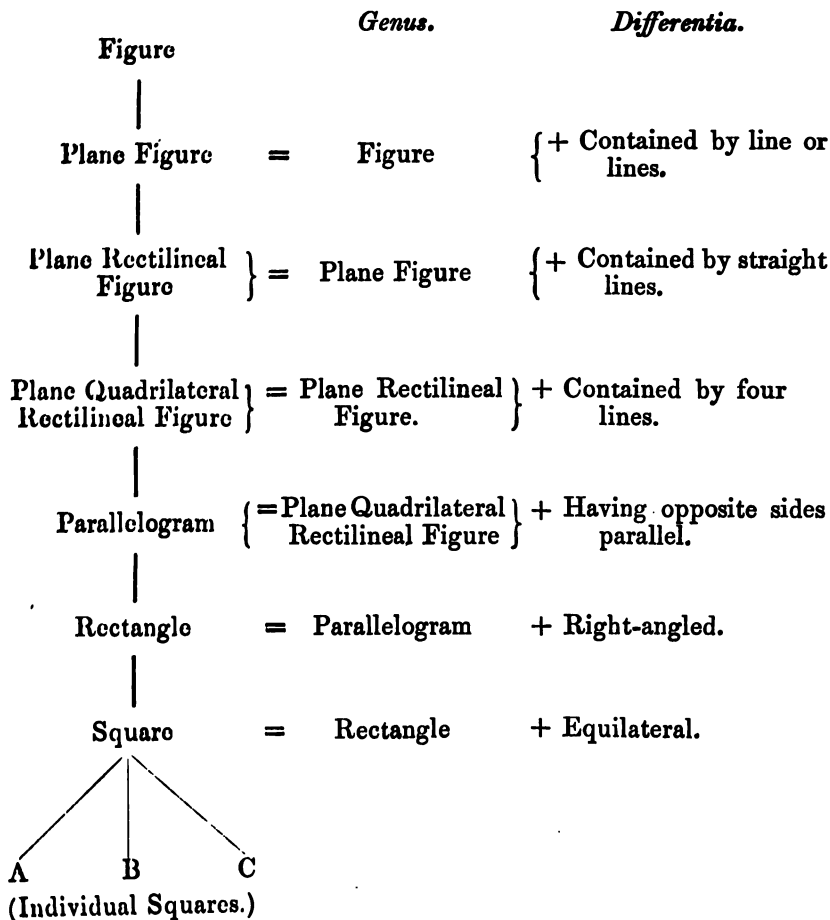 Genus. Differentia.
Figure
Plane Figure = Figure { + Contained by line or
lines.
Plane Rectilineal
Figure } = Plane Figure { + Contained by straight
lines.
Plane Quadrilateral
Rectilineal Figure } = Plane Rectilineal
Figure. } + Contained by four
lines.
Parallelogram { = Plane Quadrilateral
Rectilineal Figure } + Having opposite sides
parallel.
Rectangle = Parallelogram + Right-angled.
Square = Rectangle + Equilateral.
A B C
(Individual Squares.)